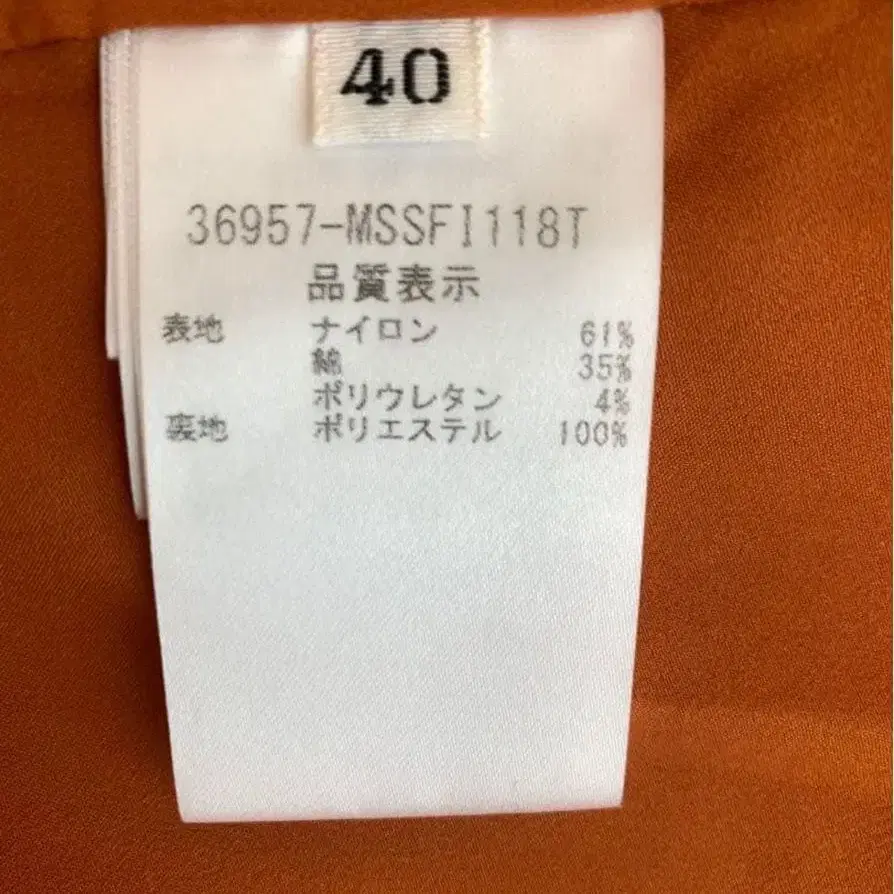 40
36957-MSSFI118T
品質表示
表地 ナイロン 61%
綿 35%
ポリウレタン 4%
裏地 ポリエステル 100%